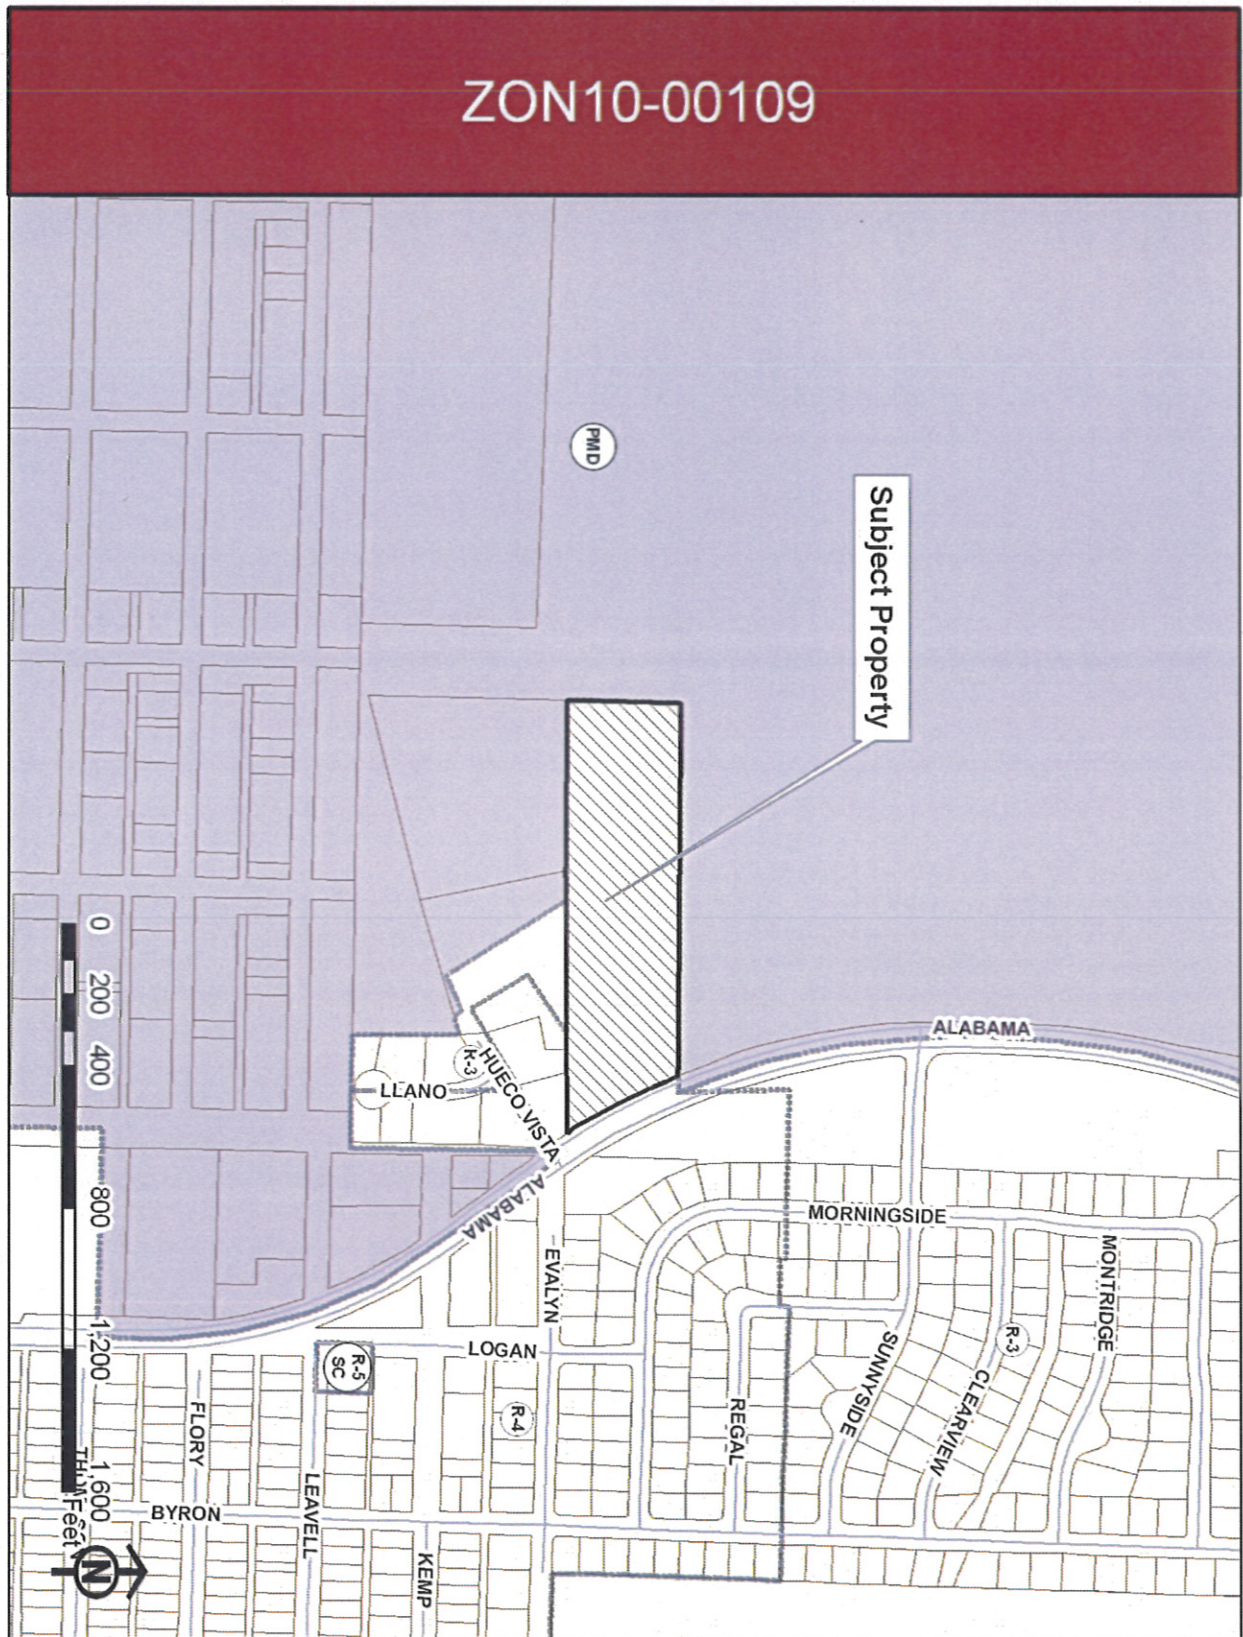 ZON10-00109
PMD
Subject Property
ALABAMA
HUECO VISTA
LLANO
ALABAMA
MORNINGSIDE
MONTRIDGE
EVALYN
LOGAN
SUNNYSIDE
R-3
CLEARVIEW
REGAL
R-5
SC
R-4
FLORY
LEAVELL
BYRON
KEMP
0
200
400
800
1,200
1,600
Feet
N